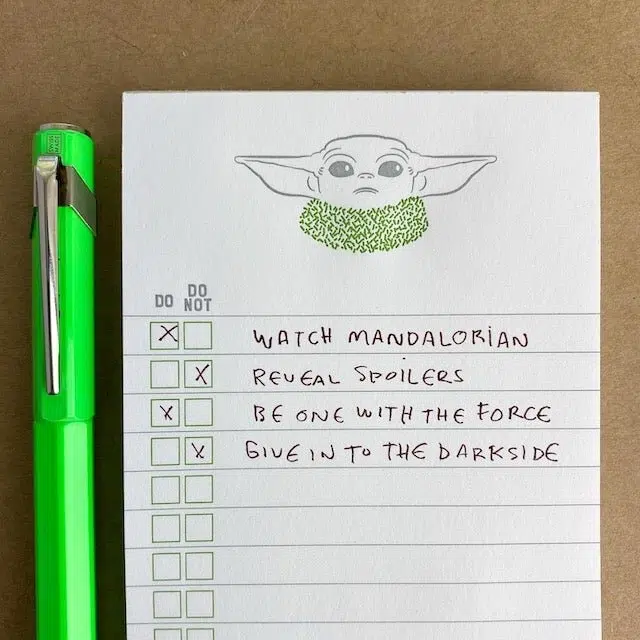 DO DO NOT
X WATCH MANDALORIAN
X REVEAL SPOILERS
X BE ONE WITH THE FORCE
X GIVE IN TO THE DARKSIDE